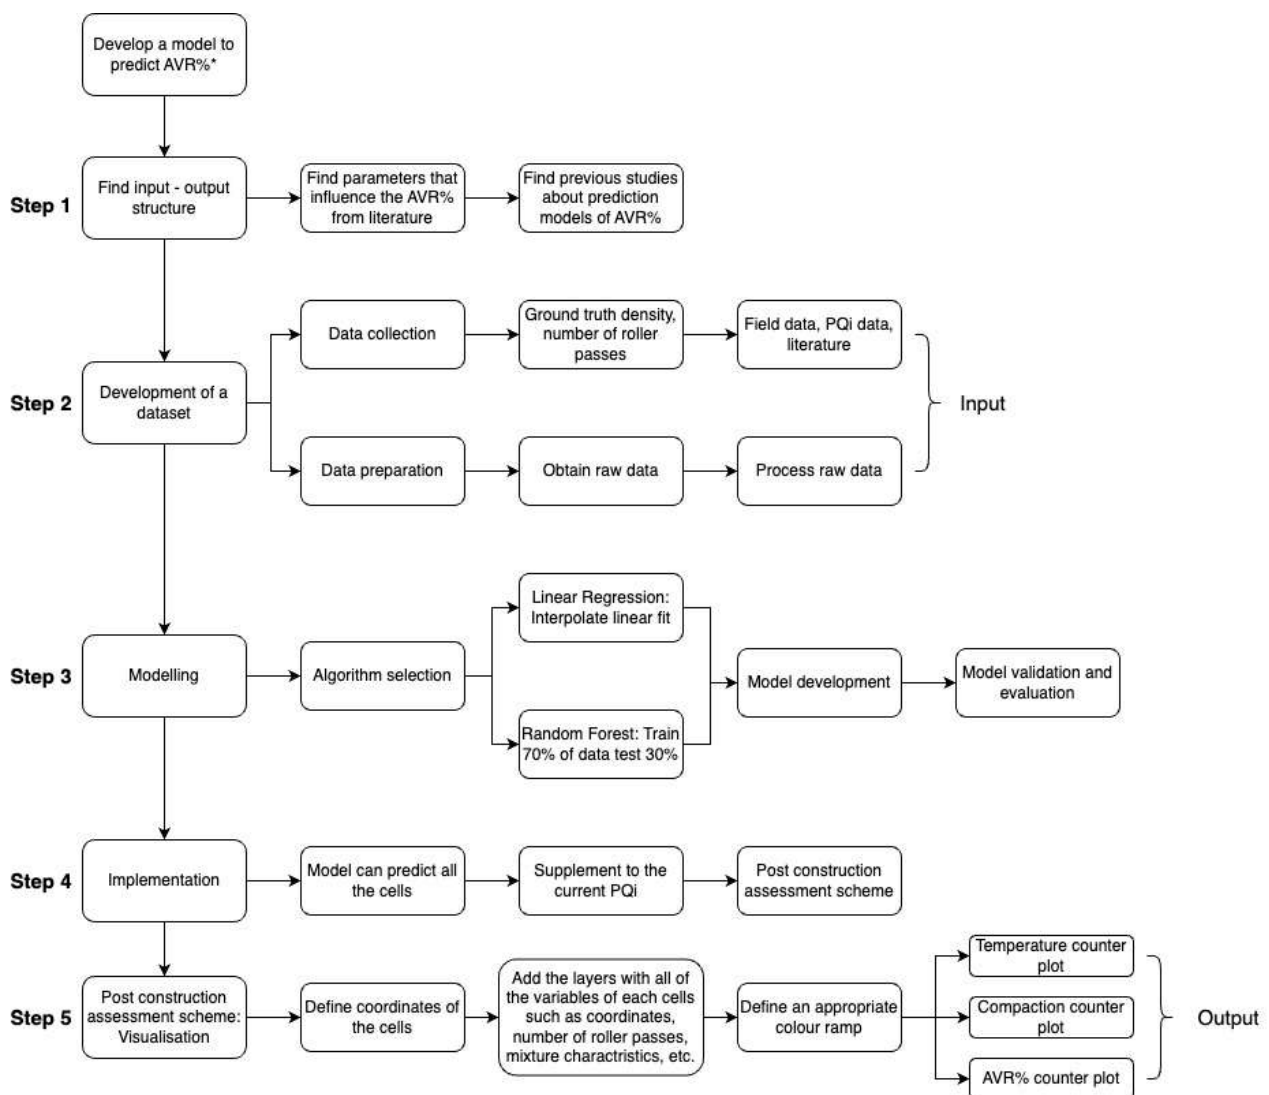 Develop a model to
predict AVR%*
Step 1
Find input - output
structure
Find parameters that
influence the AVR%
from literature
Find previous studies
about prediction
models of AVR%
Step 2
Development of a
dataset
Data collection
Ground truth density,
number of roller
passes
Field data, PQi data,
literature
Data preparation
Obtain raw data
Process raw data
Input
Step 3
Modelling
Algorithm selection
Linear Regression:
Interpolate linear fit
Random Forest: Train
70% of data test 30%
Model development
Model validation and
evaluation
Step 4
Implementation
Model can predict all
the cells
Supplement to the
current PQi
Post construction
assessment scheme
Step 5
Post construction
assessment scheme:
Visualisation
Define coordinates of
the cells
Add the layers with all of
the variables of each cells
such as coordinates,
number of roller passes,
mixture charactristics, etc.
Define an appropriate
colour ramp
Temperature counter
plot
Compaction counter
plot
AVR% counter plot
Output